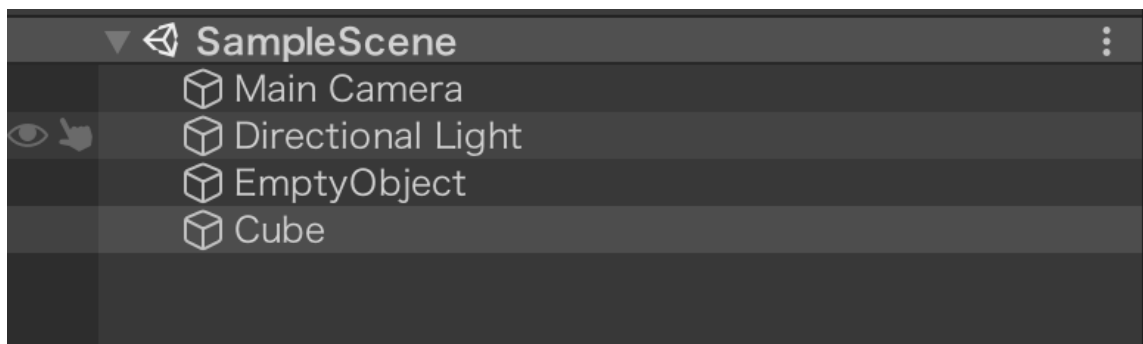 SampleScene
Main Camera
Directional Light
EmptyObject
Cube